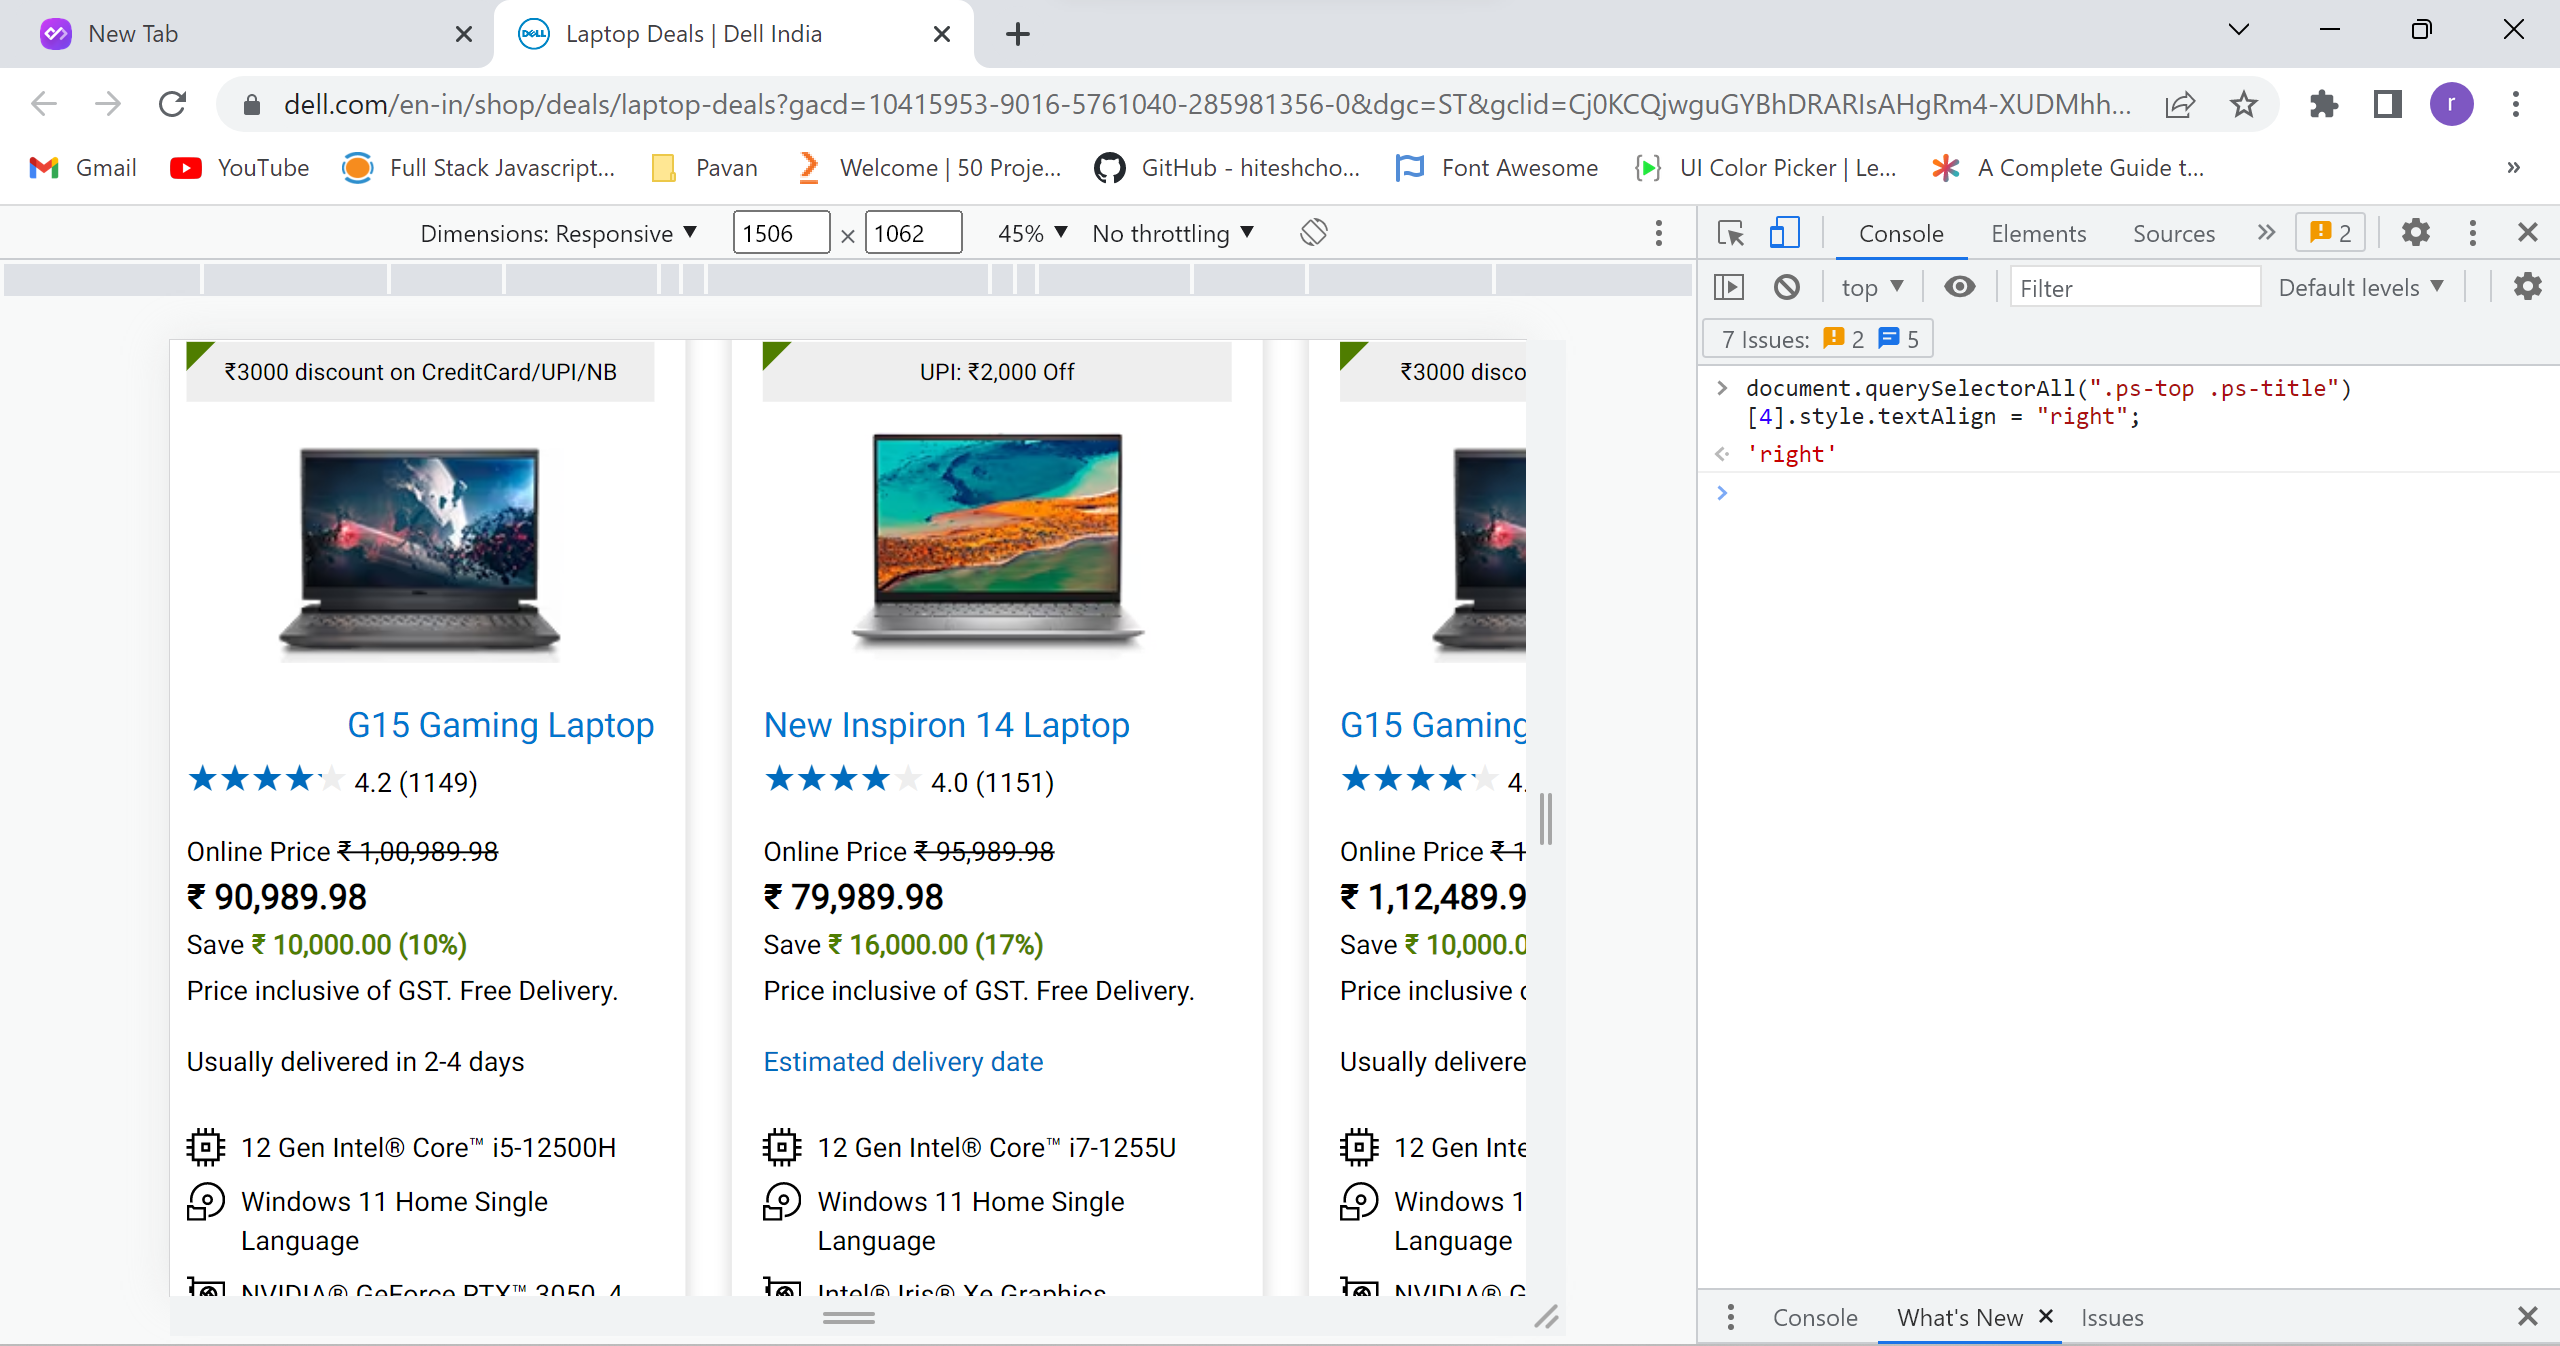 New Tab
DELL
Laptop Deals | Dell India
dell.com/en-in/shop/deals/laptop-deals?gacd=10415953-9016-5761040-285981356-0&dgc=ST&gclid=Cj0KCQjwguGYBhDRARIsAHgRm4-XUDMhh...
r
Gmail
YouTube
Full Stack Javascript...
Pavan
Welcome | 50 Proje...
GitHub - hiteshcho...
Font Awesome
UI Color Picker | Le...
A Complete Guide t...
»
Dimensions: Responsive ▼ 1506 × 1062 45% ▼ No throttling ▼
Console Elements Sources » 2
top ▼ Filter Default levels ▼
7 Issues: 2 5
> document.querySelectorAll(".ps-top .ps-title")
[4].style.textAlign = "right";
'right'
>
₹3000 discount on CreditCard/UPI/NB
G15 Gaming Laptop
4.2 (1149)
Online Price ₹ 1,00,989.98
₹ 90,989.98
Save ₹ 10,000.00 (10%)
Price inclusive of GST. Free Delivery.
Usually delivered in 2-4 days
12 Gen Intel® Core™ i5-12500H
Windows 11 Home Single
Language
NVIDIA® GeForce RTX™ 3050, 4
UPI: ₹2,000 Off
New Inspiron 14 Laptop
4.0 (1151)
Online Price ₹ 95,989.98
₹ 79,989.98
Save ₹ 16,000.00 (17%)
Price inclusive of GST. Free Delivery.
Estimated delivery date
12 Gen Intel® Core™ i7-1255U
Windows 11 Home Single
Language
Intel® Iris® Xe Graphics
₹3000 disco
G15 Gaming
4.
Online Price ₹ 1
₹ 1,12,489.9
Save ₹ 10,000.0
Price inclusive
Usually delivere
12 Gen Inte
Windows 1
Language
NVIDIA® G
Console What's New × Issues